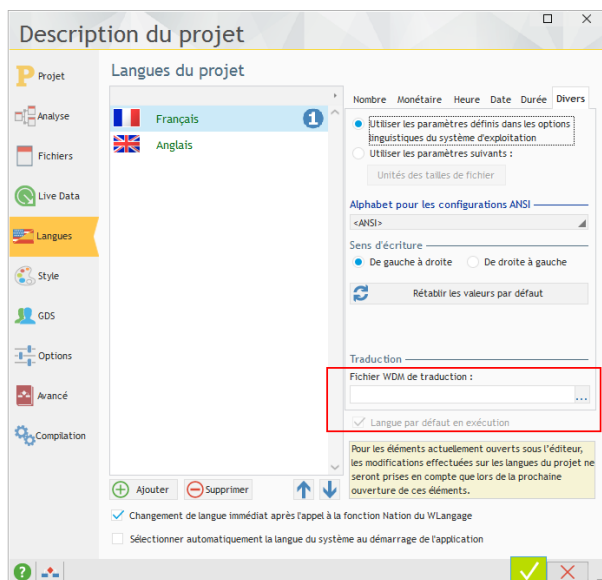 Description du projet
Projet
Analyse
Fichiers
Live Data
Langues
Style
GDS
Options
Avancé
Compilation
Langues du projet
Français
1
Anglais
Ajouter
Supprimer
Nombre Monétaire Heure Date Durée Divers
Utiliser les paramètres définis dans les options
linguistiques du système d'exploitation
Utiliser les paramètres suivants :
Unités des tailles de fichier
Alphabet pour les configurations ANSI
<ANSI>
Sens d'écriture
De gauche à droite De droite à gauche
Rétablir les valeurs par défaut
Traduction
Fichier WDM de traduction :
...
Langue par défaut en exécution
Pour les éléments actuellement ouverts sous l'éditeur,
les modifications effectuées sur les langues du projet ne
seront prises en compte que lors de la prochaine
ouverture de ces éléments.
Changement de langue immédiat après l'appel à la fonction Nation du WLangage
Sélectionner automatiquement la langue du système au démarrage de l'application